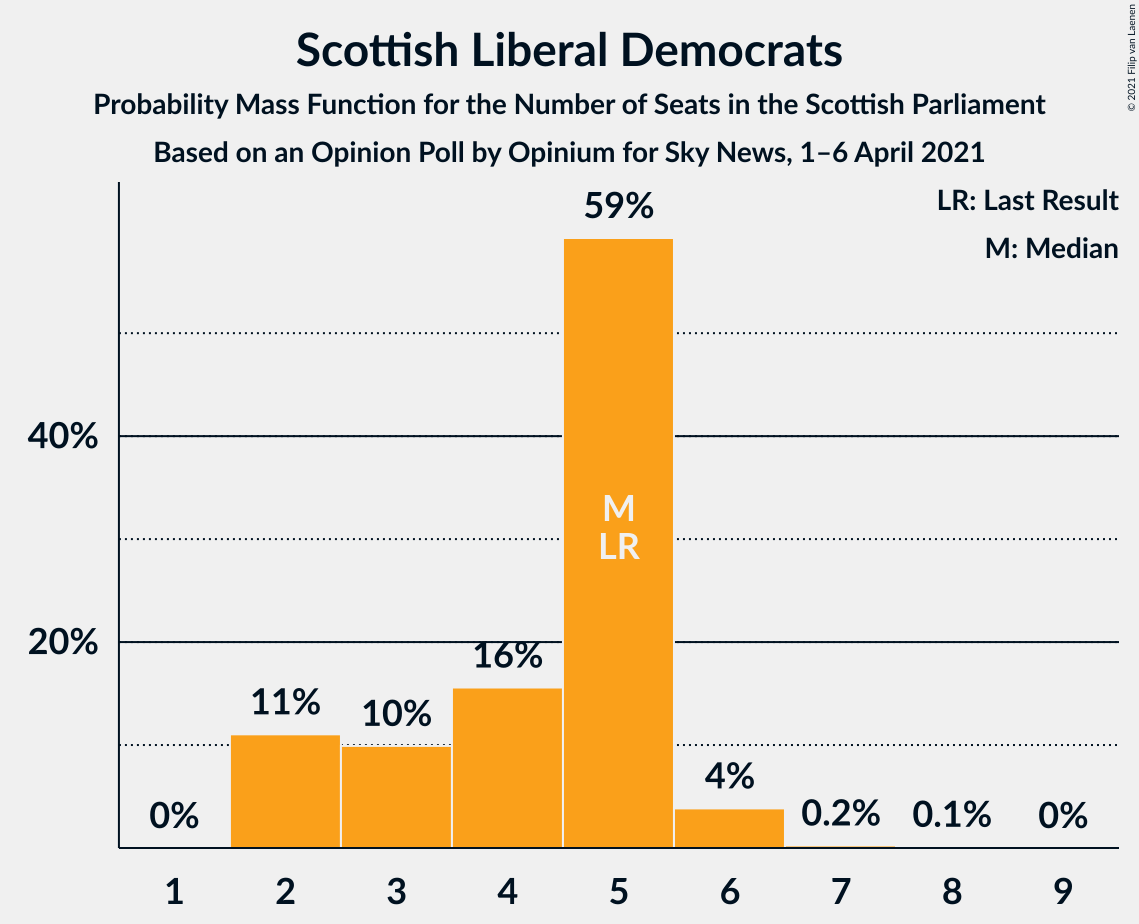 Scottish Liberal Democrats
Probability Mass Function for the Number of Seats in the Scottish Parliament
Based on an Opinion Poll by Opinium for Sky News, 1–6 April 2021
© 2021 Filip van Laenen
LR: Last Result
M: Median
59%
40%
M
LR
20%
16%
11%
10%
4%
0%
0.2%
0.1%
0%
1 2 3 4 5 6 7 8 9